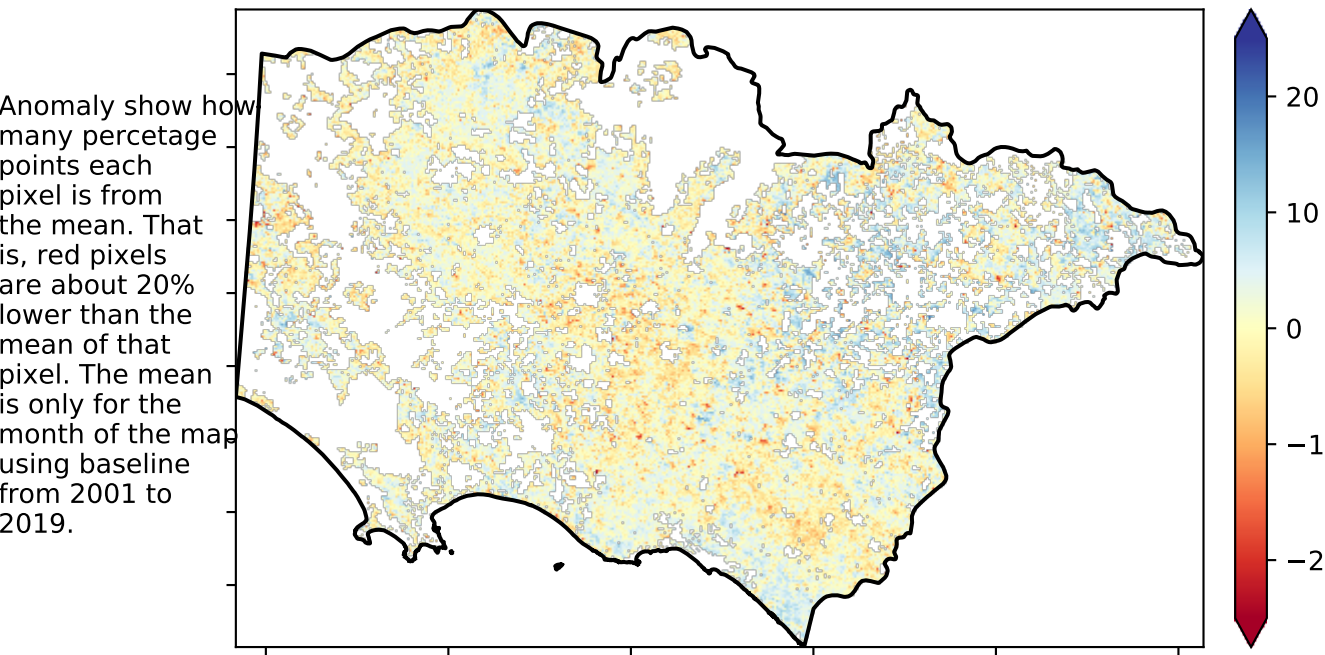 Anomaly show how
many percetage
points each
pixel is from
the mean. That
is, red pixels
are about 20%
lower than the
mean of that
pixel. The mean
is only for the
month of the map
using baseline
from 2001 to
2019.
20
10
0
−1
−2